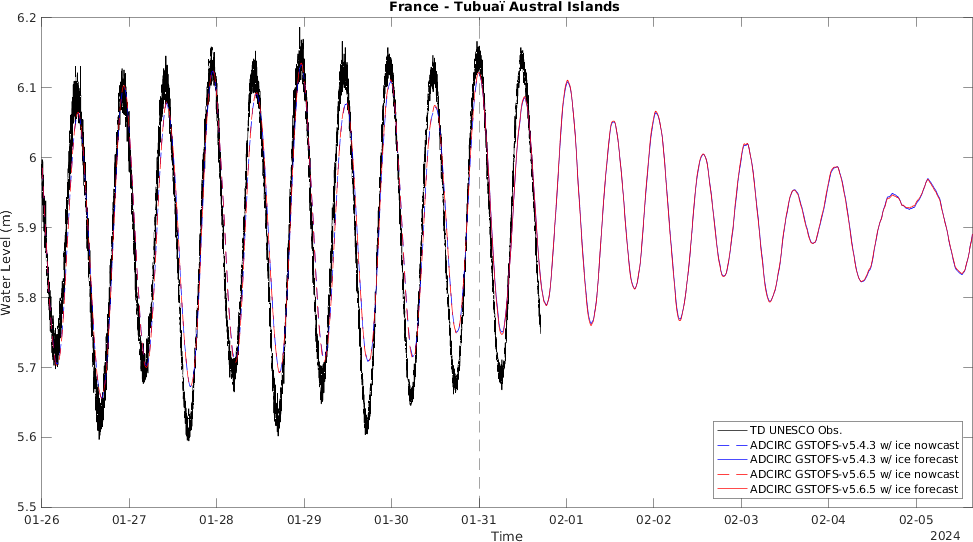 France - Tubuaï Austral Islands
6.2
6.1
6
5.9
5.8
5.7
5.6
5.5
Water Level (m)
TD UNESCO Obs.
ADCIRC GSTOFS-v5.4.3 w/ ice nowcast
ADCIRC GSTOFS-v5.4.3 w/ ice forecast
ADCIRC GSTOFS-v5.6.5 w/ ice nowcast
ADCIRC GSTOFS-v5.6.5 w/ ice forecast
01-26 01-27 01-28 01-29 01-30 01-31 02-01 02-02 02-03 02-04 02-05
Time
2024